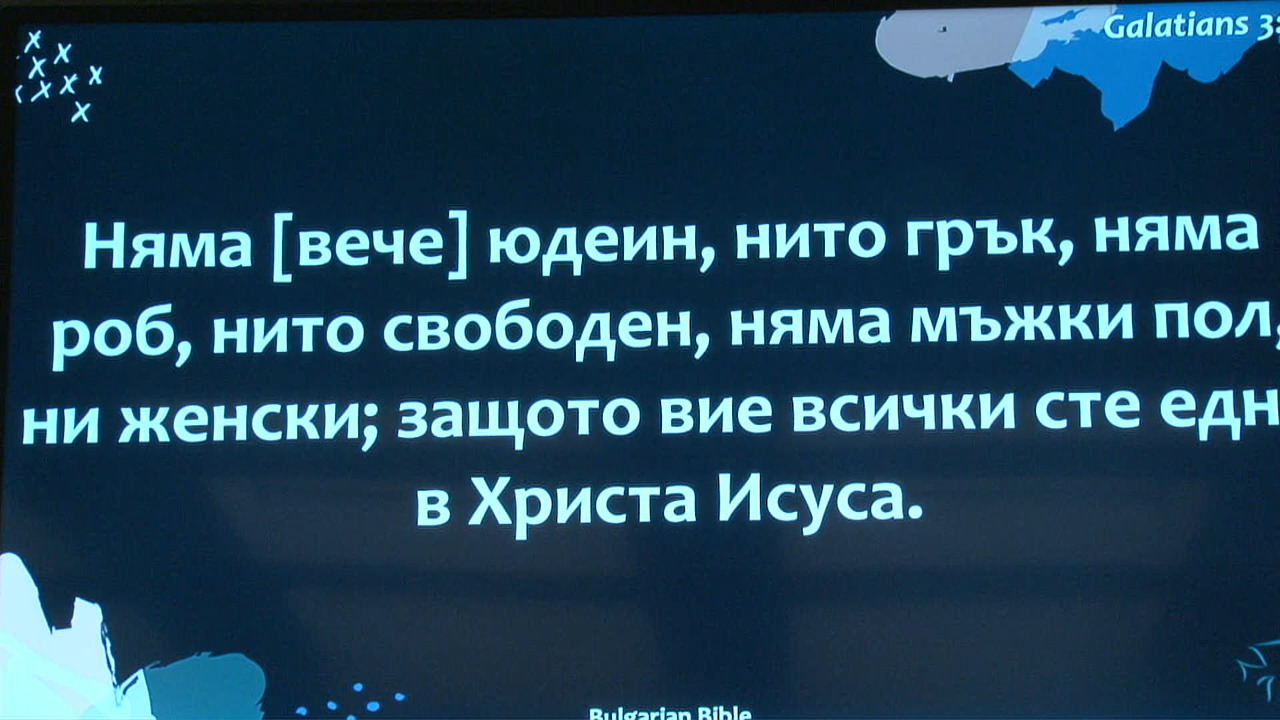 Galatians 3:
Няма [вече] юдеин, нито грък, няма
роб, нито свободен, няма мъжки пол,
ни женски; защото вие всички сте едн
в Христа Исуса.
Bulgarian Bible